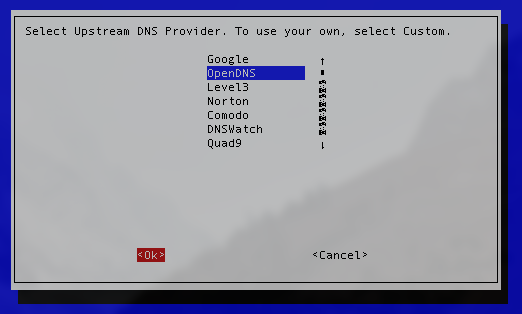 Select Upstream DNS Provider. To use your own, select Custom.
Google
OpenDNS
Level3
Norton
Comodo
DNSWatch
Quad9
<Ok> <Cancel>